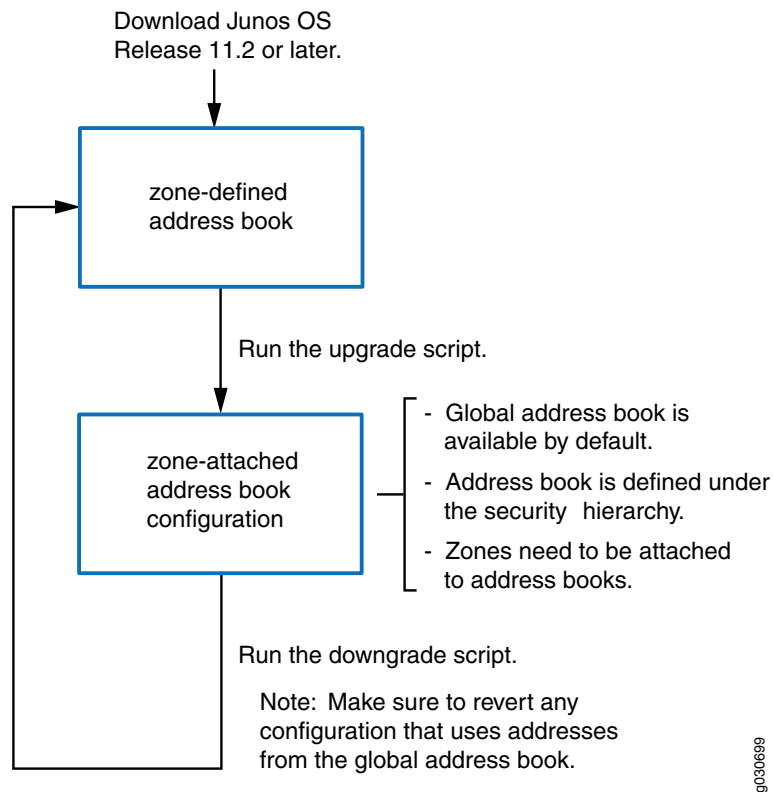 Download Junos OS
Release 11.2 or later.
zone-defined
address book
Run the upgrade script.
zone-attached
address book
configuration
- Global address book is
available by default.
- Address book is defined under
the security hierarchy.
- Zones need to be attached
to address books.
Run the downgrade script.
Note: Make sure to revert any
configuration that uses addresses
from the global address book.
g030699